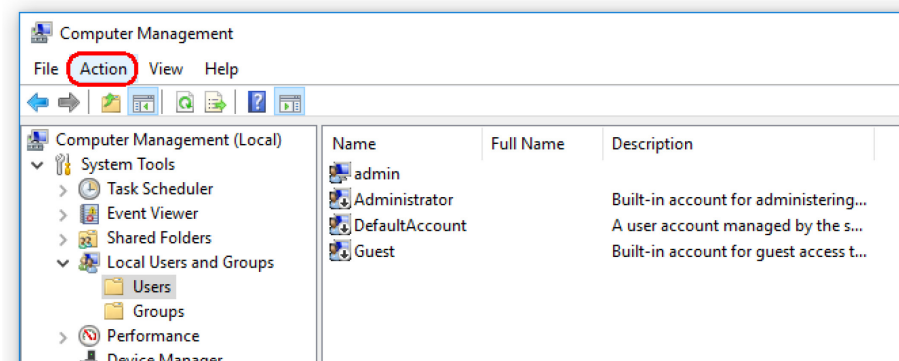 Computer Management
File Action View Help
Computer Management (Local)
System Tools
Task Scheduler
Event Viewer
Shared Folders
Local Users and Groups
Users
Groups
Performance
Device Manager
Name Full Name Description
admin
Administrator Built-in account for administering...
DefaultAccount A user account managed by the s...
Guest Built-in account for guest access t...